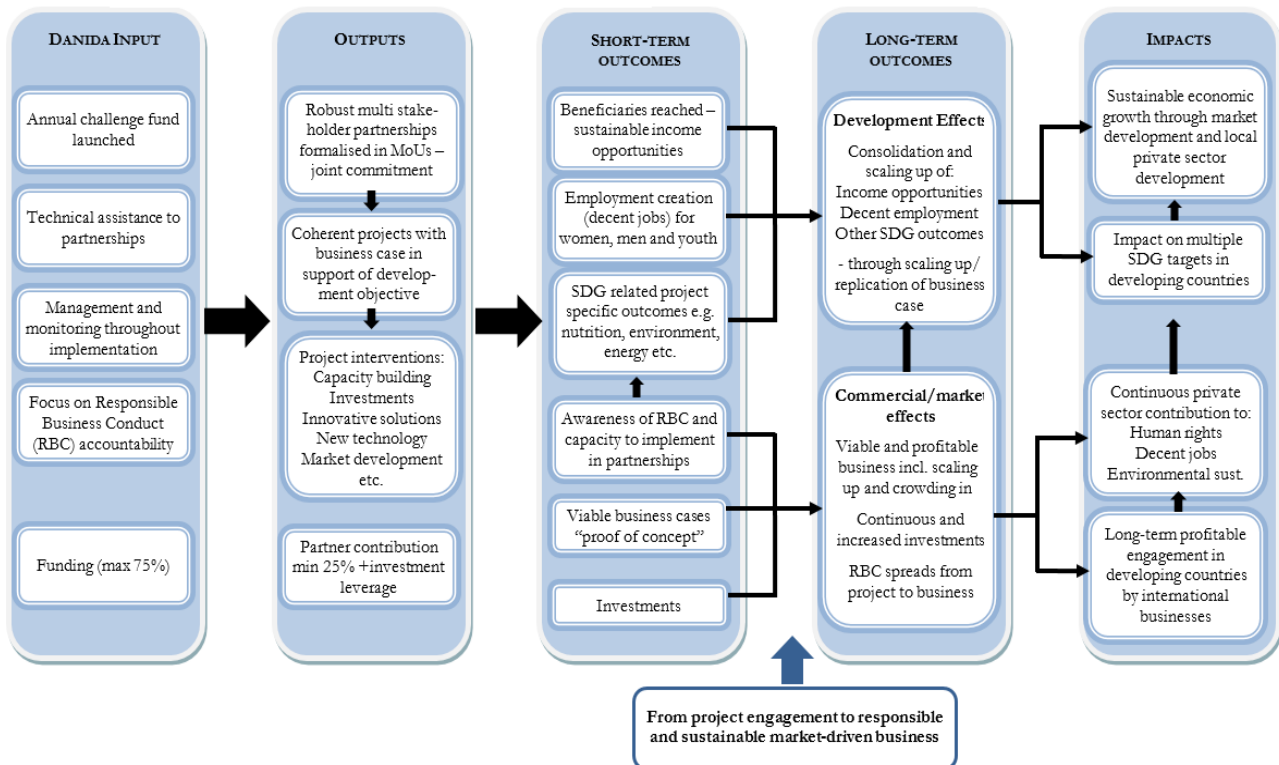 DANIDA INPUT
Annual challenge fund
launched
Technical assistance to
partnerships
Management and
monitoring throughout
implementation
Focus on Responsible
Business Conduct
(RBC) accountability
Funding (max 75%)
OUTPUTS
Robust multi stake-
holder partnerships
formalised in MoUs –
joint commitment
Coherent projects with
business case in
support of develop-
ment objective
Project interventions:
Capacity building
Investments
Innovative solutions
New technology
Market development
etc.
Partner contribution
min 25% +investment
leverage
SHORT-TERM
OUTCOMES
Beneficiaries reached –
sustainable income
opportunities
Employment creation
(decent jobs) for
women, men and youth
SDG related project
specific outcomes e.g.
nutrition, environment,
energy etc.
Awareness of RBC and
capacity to implement
in partnerships
Viable business cases
“proof of concept”
Investments
LONG-TERM
OUTCOMES
Development Effects
Consolidation and
scaling up of:
Income opportunities
Decent employment
Other SDG outcomes
- through scaling up/
replication of business
case
Commercial/market
effects
Viable and profitable
business incl. scaling
up and crowding in
Continuous and
increased investments
RBC spreads from
project to business
IMPACTS
Sustainable economic
growth through market
development and local
private sector
development
Impact on multiple
SDG targets in
developing countries
Continuous private
sector contribution to:
Human rights
Decent jobs
Environmental sust.
Long-term profitable
engagement in
developing countries
by international
businesses
From project engagement to responsible
and sustainable market-driven business